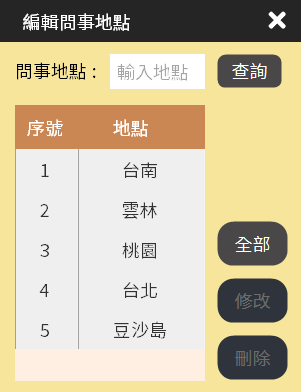 編輯問事地點
問事地點： 輸入地點 查詢
序號 地點
1 台南
2 雲林
3 桃園
4 台北
5 豆沙島
全部
修改
刪除